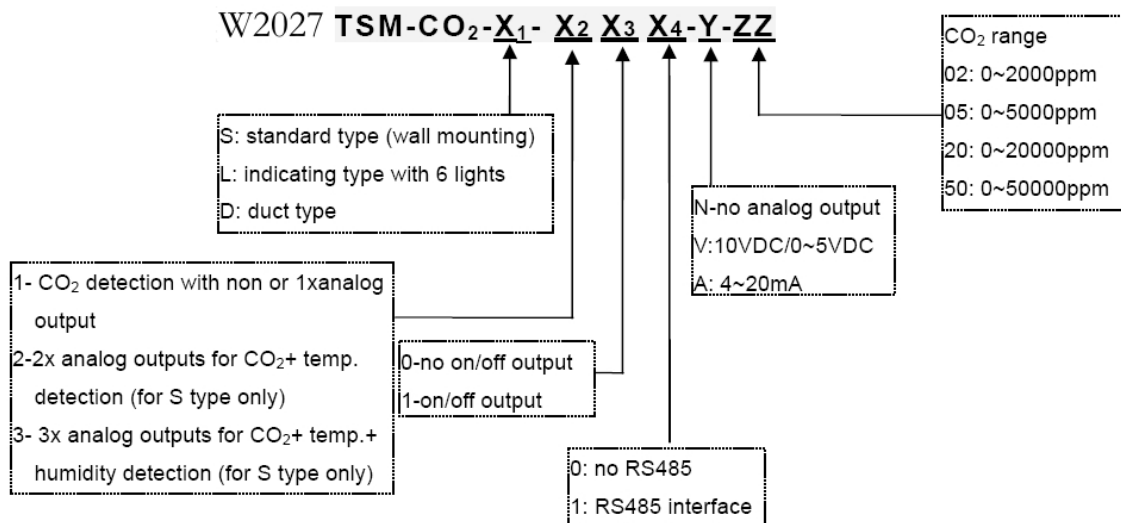 W2027 TSM-CO2-X1- X2 X3 X4-Y-ZZ
CO2 range
02: 0~2000ppm
05: 0~5000ppm
20: 0~20000ppm
50: 0~50000ppm
S: standard type (wall mounting)
L: indicating type with 6 lights
D: duct type
N-no analog output
V:10VDC/0~5VDC
A: 4~20mA
1- CO2 detection with non or 1xanalog
output
2-2x analog outputs for CO2+ temp.
detection (for S type only)
3- 3x analog outputs for CO2+ temp.+
humidity detection (for S type only)
0-no on/off output
1-on/off output
0: no RS485
1: RS485 interface